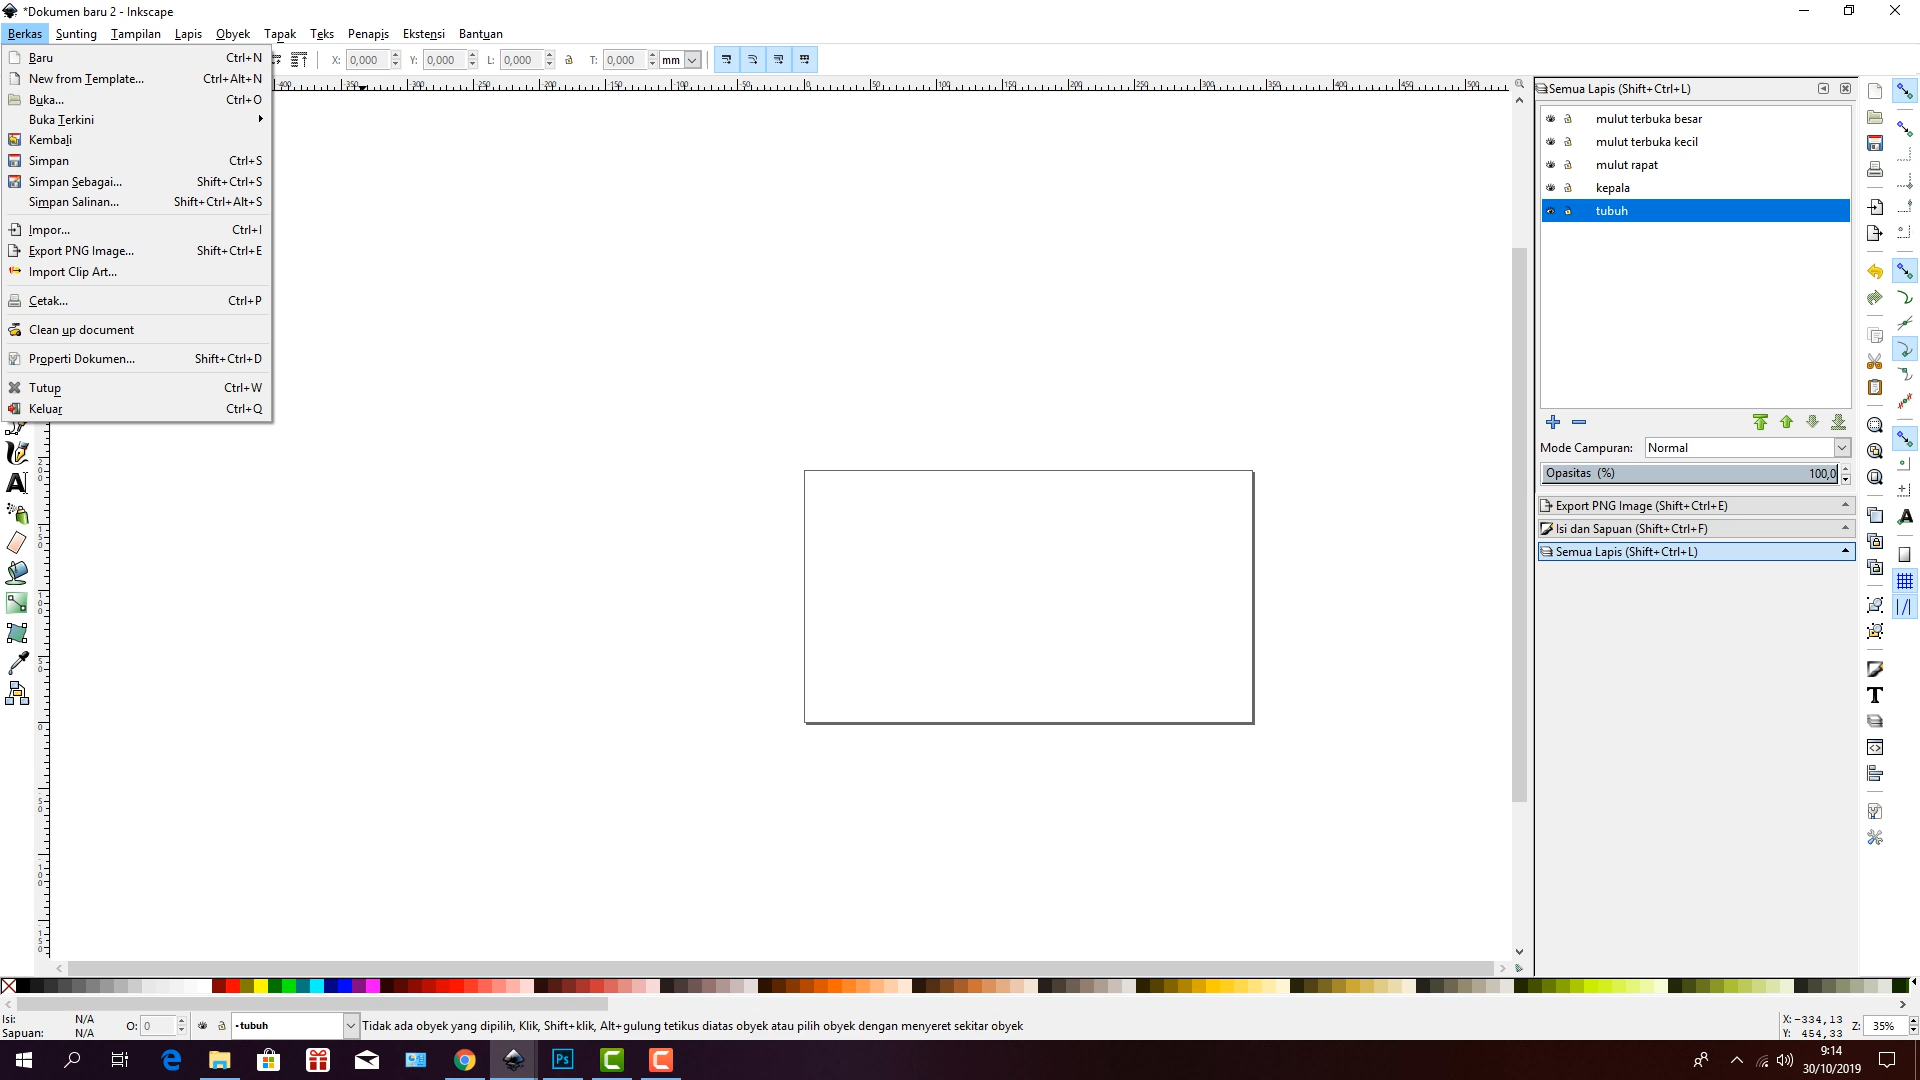 *Dokumen baru 2 - Inkscape
Berkas Sunting Tampilan Lapis Obyek Tapak Teks Penapis Ekstensi Bantuan
X: 0,000 Y: 0,000 L: 0,000 T: 0,000 mm
Baru Ctrl+N
New from Template... Ctrl+Alt+N
Buka... Ctrl+O
Buka Terkini
Kembali
Simpan Ctrl+S
Simpan Sebagai... Shift+Ctrl+S
Simpan Salinan... Shift+Ctrl+Alt+S
Impor... Ctrl+I
Export PNG Image... Shift+Ctrl+E
Import Clip Art...
Cetak... Ctrl+P
Clean up document
Properti Dokumen... Shift+Ctrl+D
Tutup Ctrl+W
Keluar Ctrl+Q
Semua Lapis (Shift+Ctrl+L)
mulut terbuka besar
mulut terbuka kecil
mulut rapat
kepala
tubuh
Mode Campuran: Normal
Opasitas (%) 100,0
Export PNG Image (Shift+Ctrl+E)
Isi dan Sapuan (Shift+Ctrl+F)
Semua Lapis (Shift+Ctrl+L)
Isi: N/A
Sapuan: N/A
O: 0
-tubuh
Tidak ada obyek yang dipilih, Klik, Shift+klik, Alt+gulung tetikus diatas obyek atau pilih obyek dengan menyeret sekitar obyek
X: -334,13
Y: 454,33
Z: 35%
Ps
9:14
30/10/2019